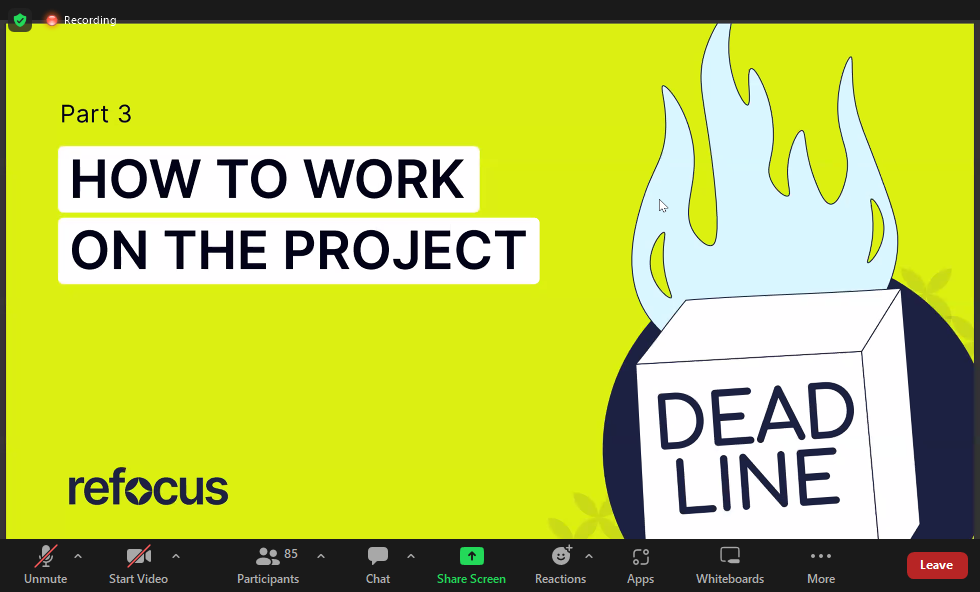 Recording
Part 3
HOW TO WORK
ON THE PROJECT
DEAD
LINE
refocus
85
Unmute
Start Video
Participants
Chat
Share Screen
Reactions
Apps
Whiteboards
More
Leave